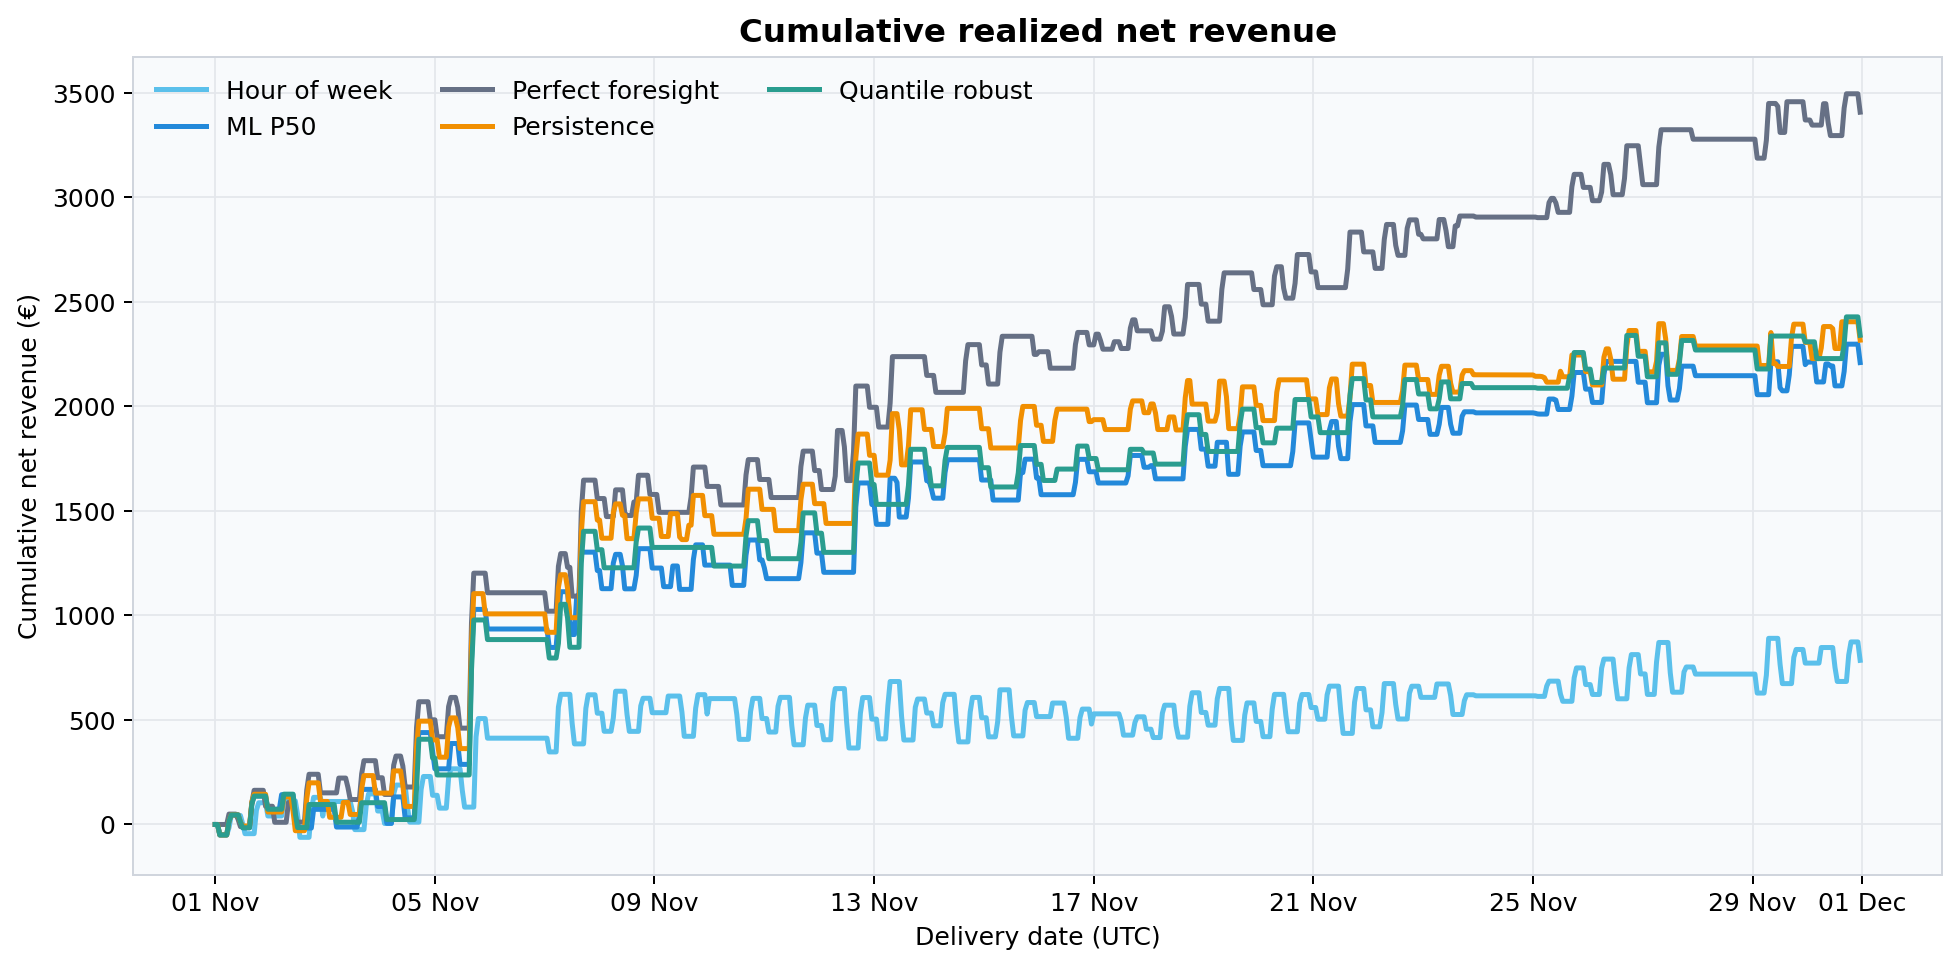 Cumulative realized net revenue
Hour of week
Perfect foresight
Quantile robust
ML P50
Persistence
3500
3000
2500
2000
1500
1000
500
0
Cumulative net revenue (€)
01 Nov
05 Nov
09 Nov
13 Nov
17 Nov
21 Nov
25 Nov
29 Nov
01 Dec
Delivery date (UTC)